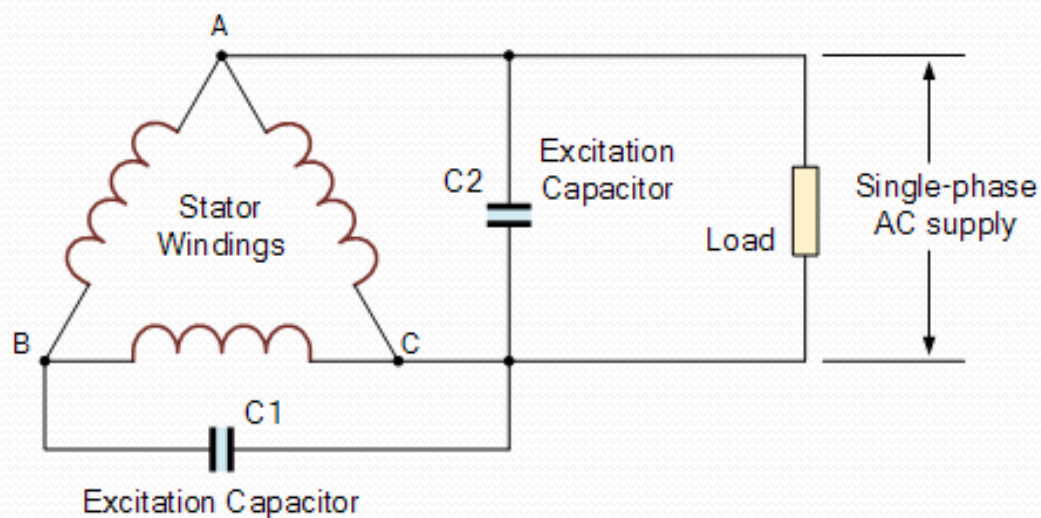 A
Excitation
Capacitor
C2
Stator
Windings
Load
Single-phase
AC supply
B
C
C1
Excitation Capacitor